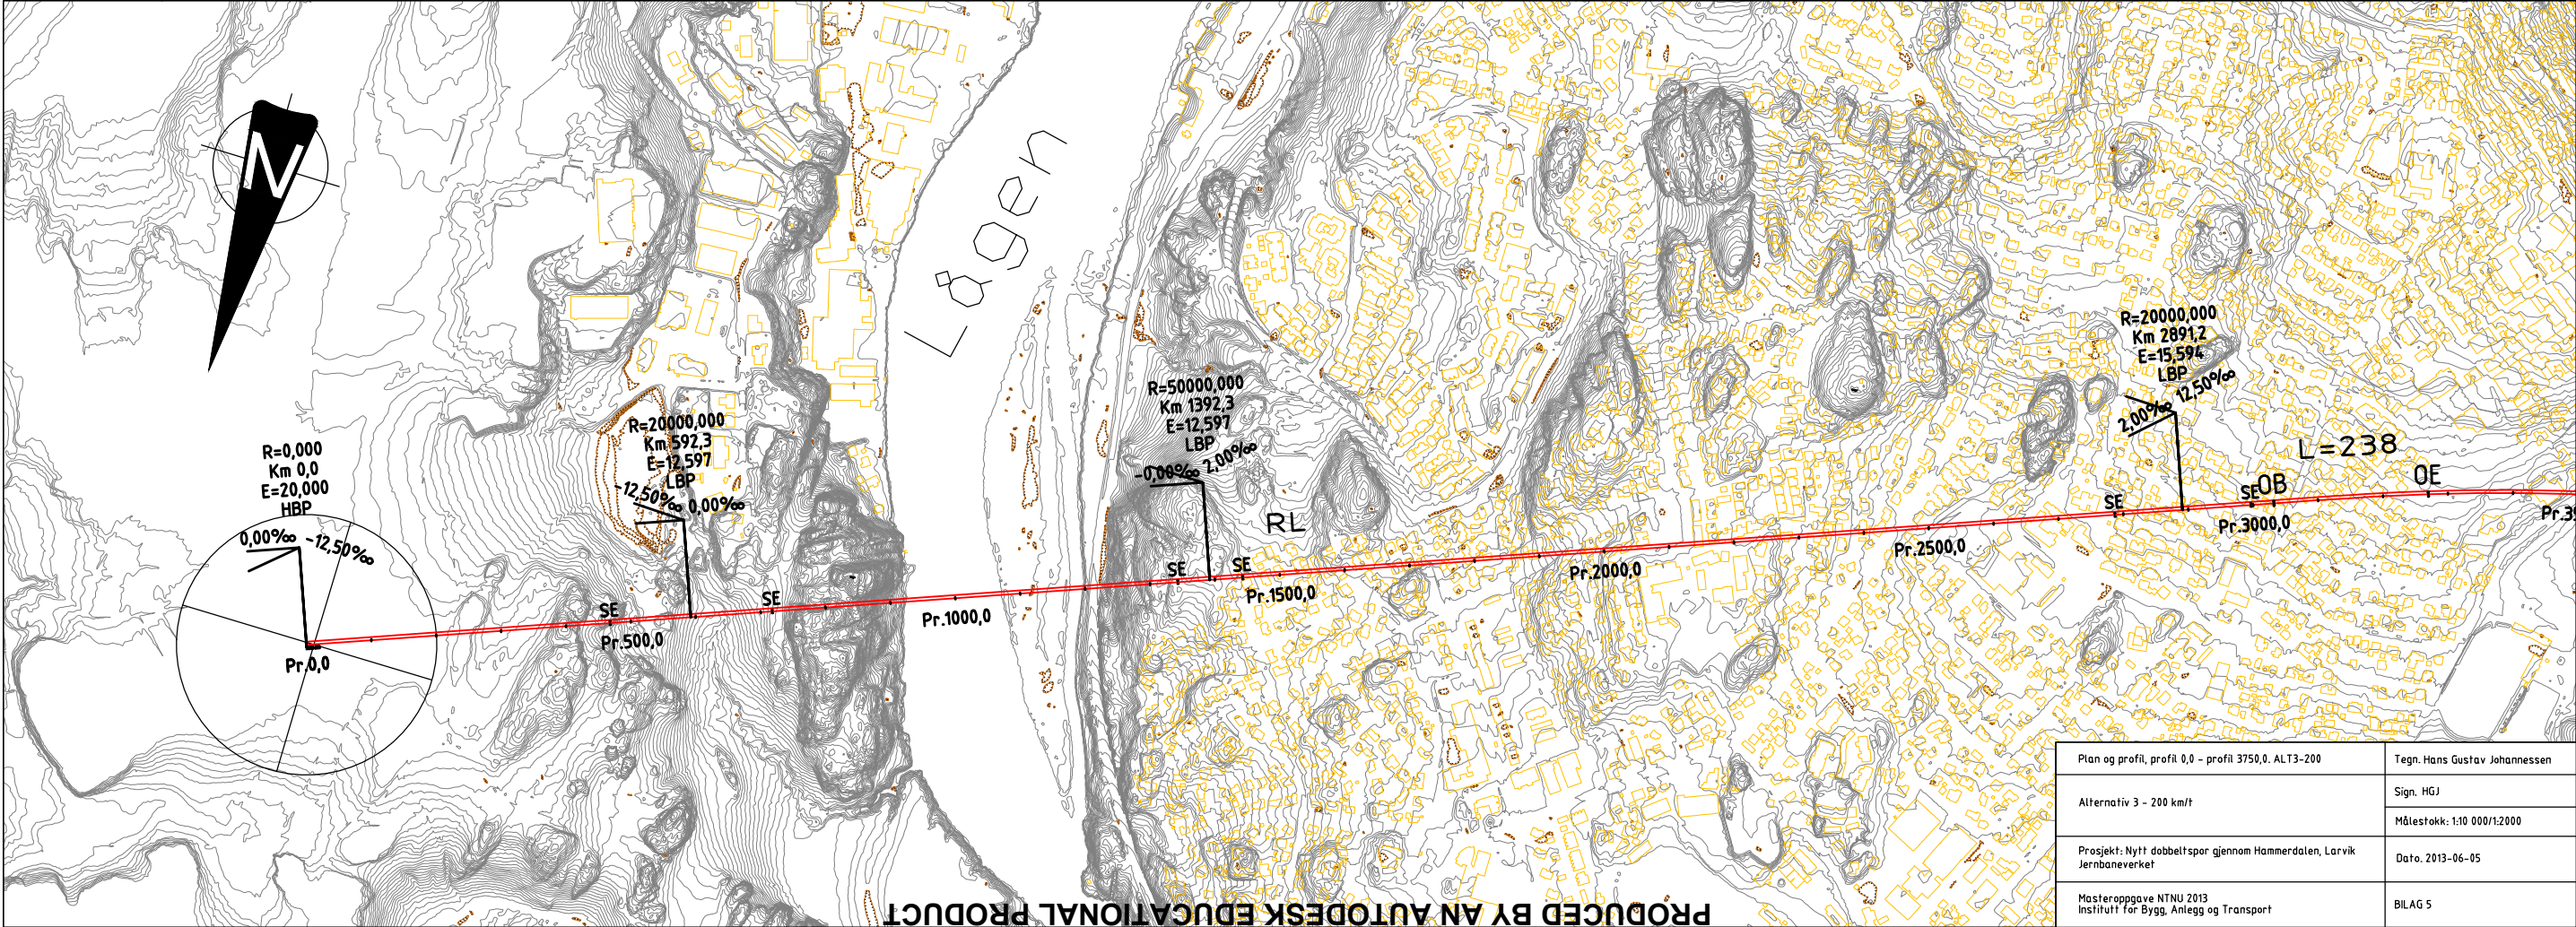 N
Lågen
R=0,000
Km 0,0
E=20,000
HBP
0,00‰ -12,50‰
Pr.0,0
R=20000,000
Km 592,3
E=12,597
LBP
-12,50‰ 0,00‰
SE
Pr.500,0
SE
Pr.1000,0
R=50000,000
Km 1392,3
E=12,597
LBP
-0,00‰ 2,00‰
RL
SE
SE
Pr.1500,0
Pr.2000,0
Pr.2500,0
R=20000,000
Km 2891,2
E=15,594
LBP
2,00‰ 12,50‰
L=238
SE
SE
OB
OE
Pr.3000,0
Plan og profil, profil 0,0 - profil 3750,0. ALT3-200
Tegn. Hans Gustav Johannessen
Alternativ 3 - 200 km/t
Sign. HGJ
Målestokk: 1:10 000/1:2000
Prosjekt: Nytt dobbeltspor gjennom Hammerdalen, Larvik
Jernbaneverket
Dato. 2013-06-05
Masteroppgave NTNU 2013
Institutt for Bygg, Anlegg og Transport
BILAG 5
PRODUCED BY AN AUTODESK EDUCATIONAL PRODUCT